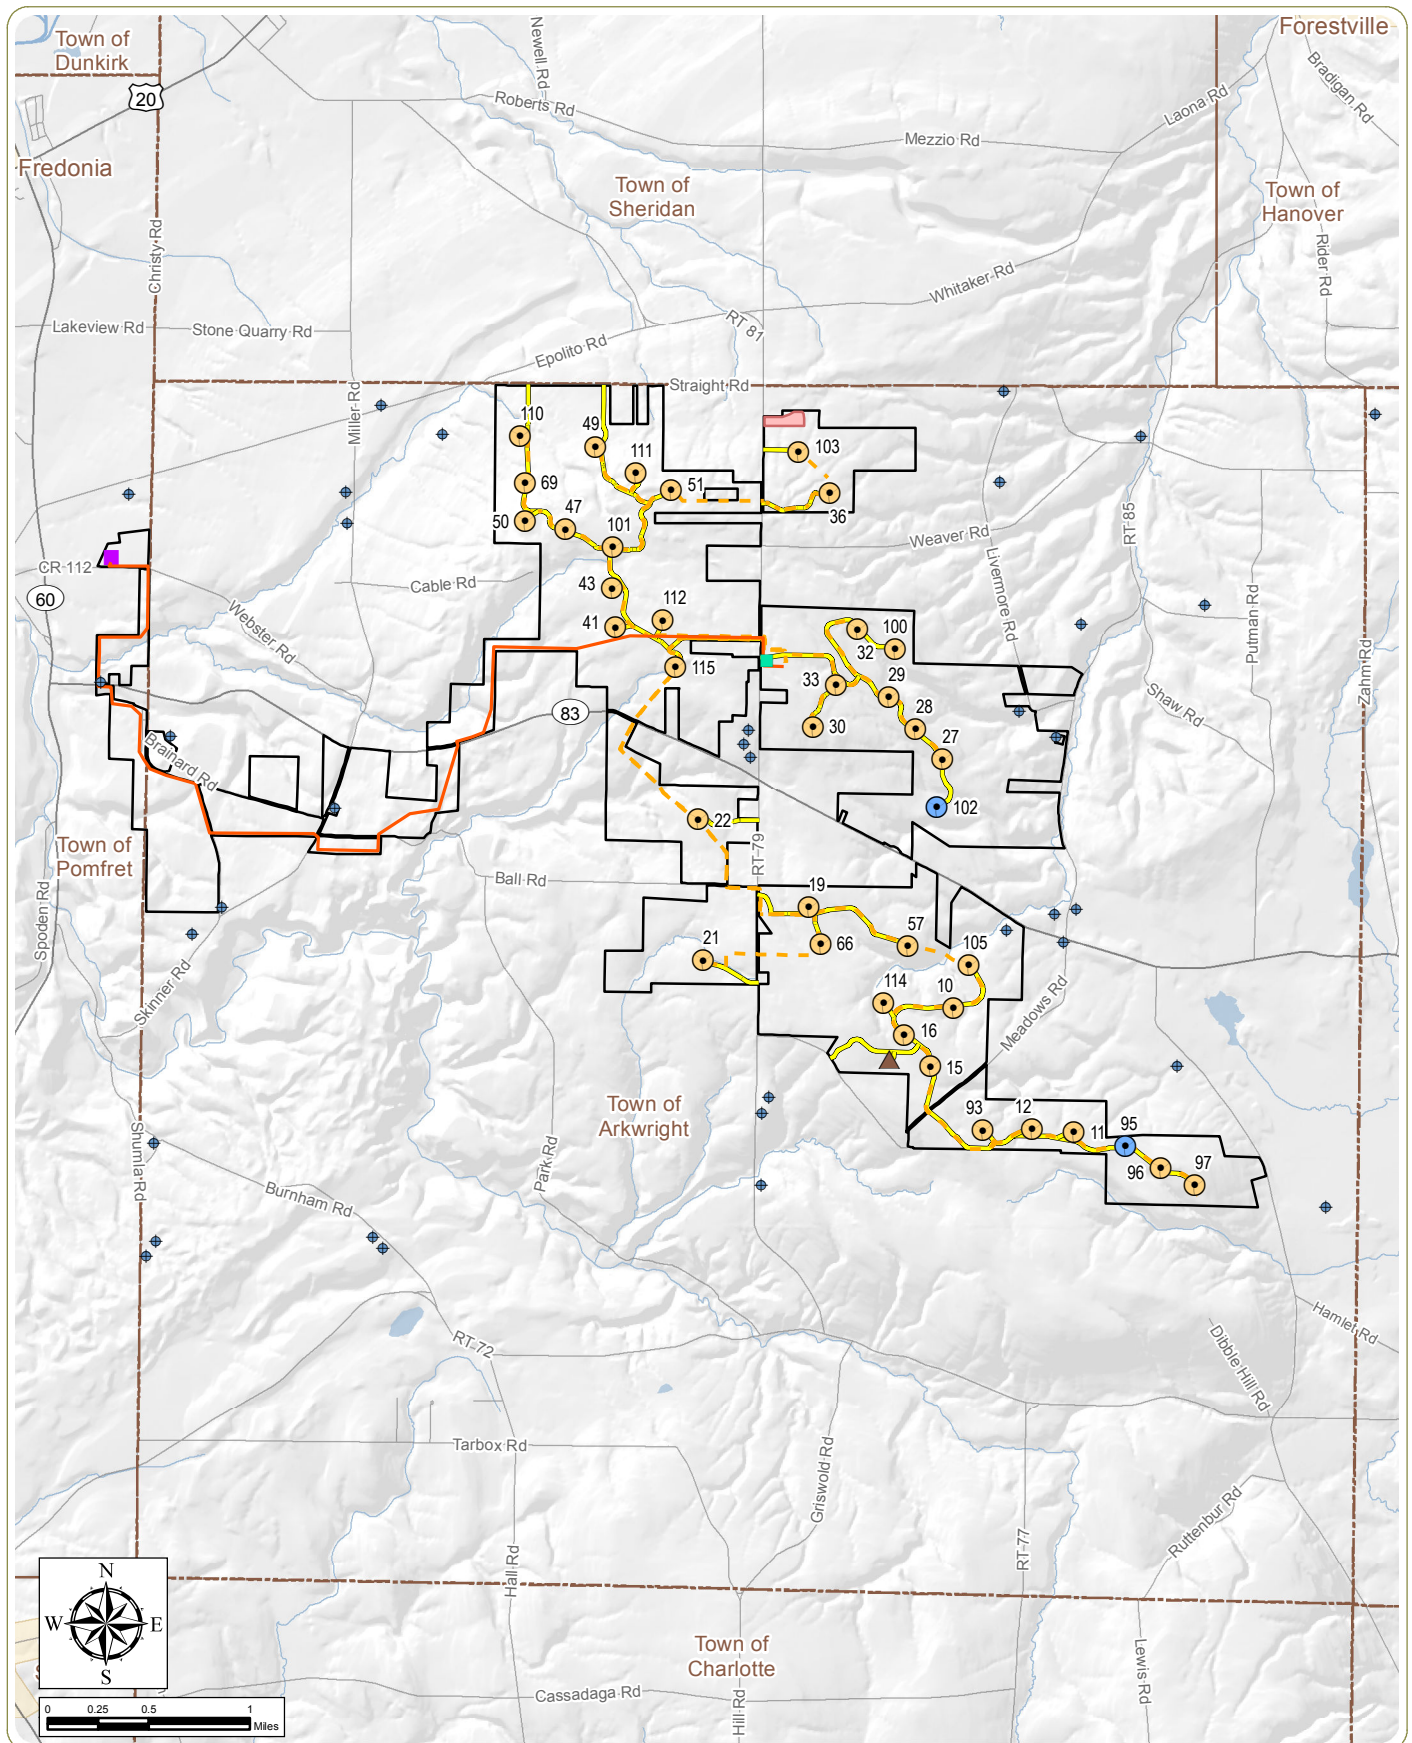 Town of
Dunkirk
20
Newell Rd
Roberts Rd
Forestville
Bradigan Rd
Laona Rd
Mezzio Rd
Fredonia
Town of
Sheridan
Town of
Hanover
Christy Rd
Rider Rd
Whitaker Rd
Lakeview Rd
Stone Quarry Rd
RT 81
Epolito Rd
Straight Rd
Miller Rd
110
49
103
111
69
51
36
50
47
101
Weaver Rd
RT 85
CR 112
60
Cable Rd
43
Livermore Rd
Putman Rd
Webster Rd
41
112
100
32
Zahm Rd
115
33
29
Shaw Rd
83
28
30
27
Brainard Rd
102
22
Town of
Pomfret
RT 79
Ball Rd
19
Spoden Rd
21
66
57
105
Skinner Rd
114
10
Meadows Rd
16
15
Town of
Arkwright
93
12
11
95
96
97
Shumla Rd
Park Rd
Burnham Rd
Hamlet Rd
RT 72
Dibble Hill Rd
Tarbox Rd
Griswold Rd
Ruttenbur Rd
Hall Rd
RT 77
N
W
E
S
Town of
Charlotte
Lewis Rd
Cassadaga Rd
Hill Rd
0
0.25
0.5
1
Miles